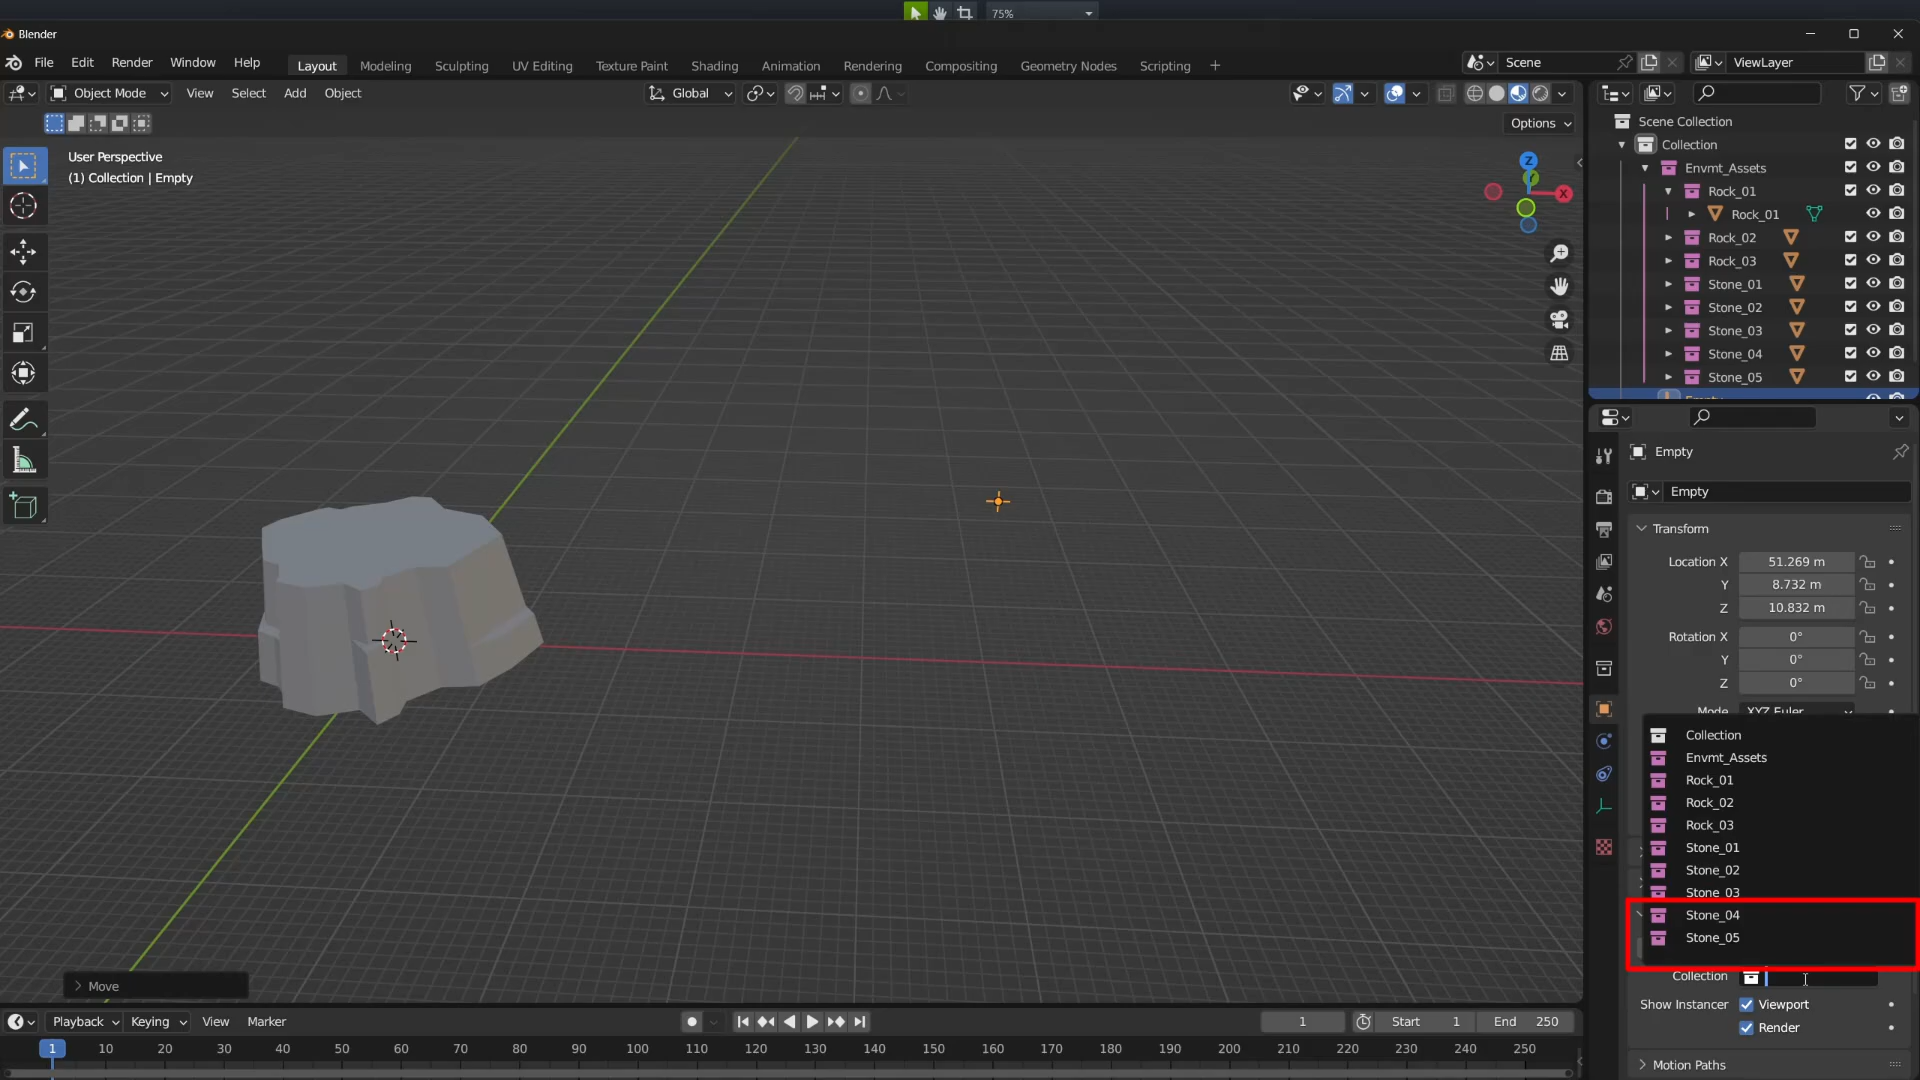 75%
Blender
File Edit Render Window Help Layout Modeling Sculpting UV Editing Texture Paint Shading Animation Rendering Compositing Geometry Nodes Scripting + Scene ViewLayer
Object Mode View Select Add Object Global
Options
User Perspective
(1) Collection | Empty
Z
Y
X
Scene Collection
Collection
Envmt_Assets
Rock_01
Rock_01
Rock_02
Rock_03
Stone_01
Stone_02
Stone_03
Stone_04
Stone_05
Empty
Empty
Empty
Transform
Location X 51.269 m
Y 8.732 m
Z 10.832 m
Rotation X 0°
Y 0°
Z 0°
Mode XYZ Euler
Collection
Envmt_Assets
Rock_01
Rock_02
Rock_03
Stone_01
Stone_02
Stone_03
Stone_04
Stone_05
Collection
Show Instancer Viewport
Render
Motion Paths
Move
Playback Keying View Marker 1 Start 1 End 250
1 10 20 30 40 50 60 70 80 90 100 110 120 130 140 150 160 170 180 190 200 210 220 230 240 250